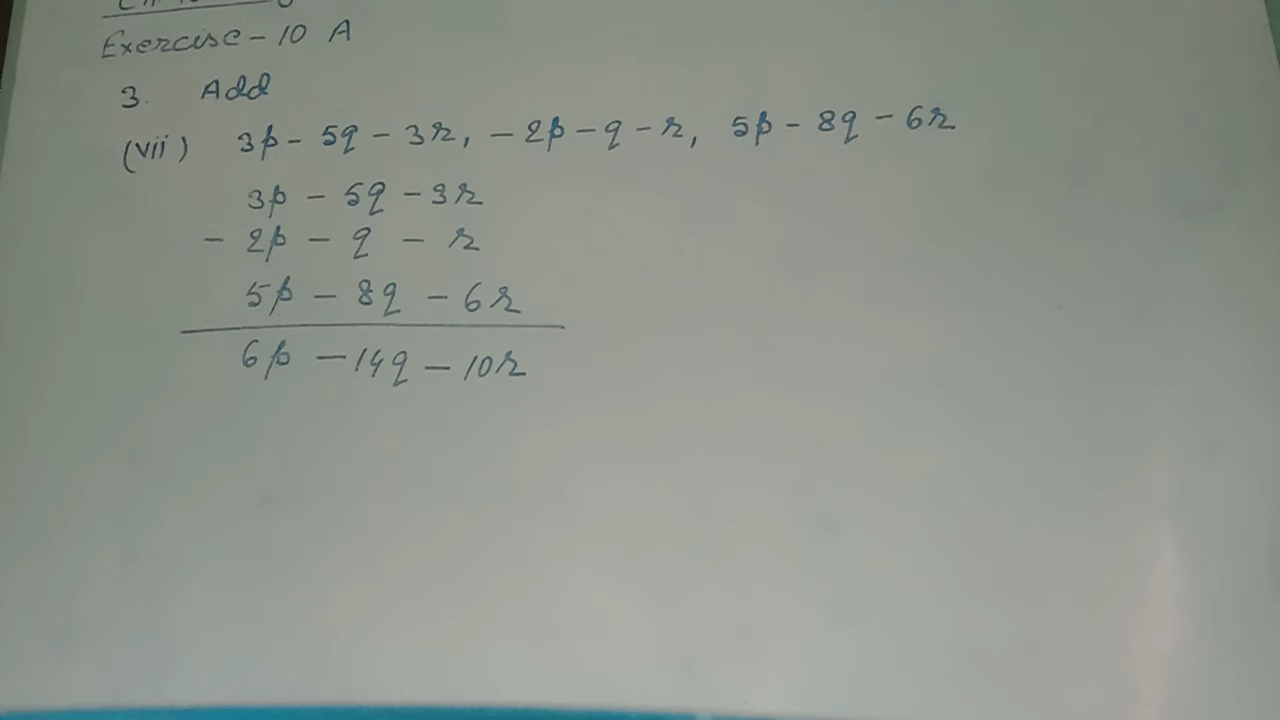 Exercise - 10 A
3. Add
(vii) 3p - 5q - 3r, - 2p - q - r, 5p - 8q - 6r
3p - 5q - 3r
- 2p - q - r
5p - 8q - 6r
6p - 14q - 10r